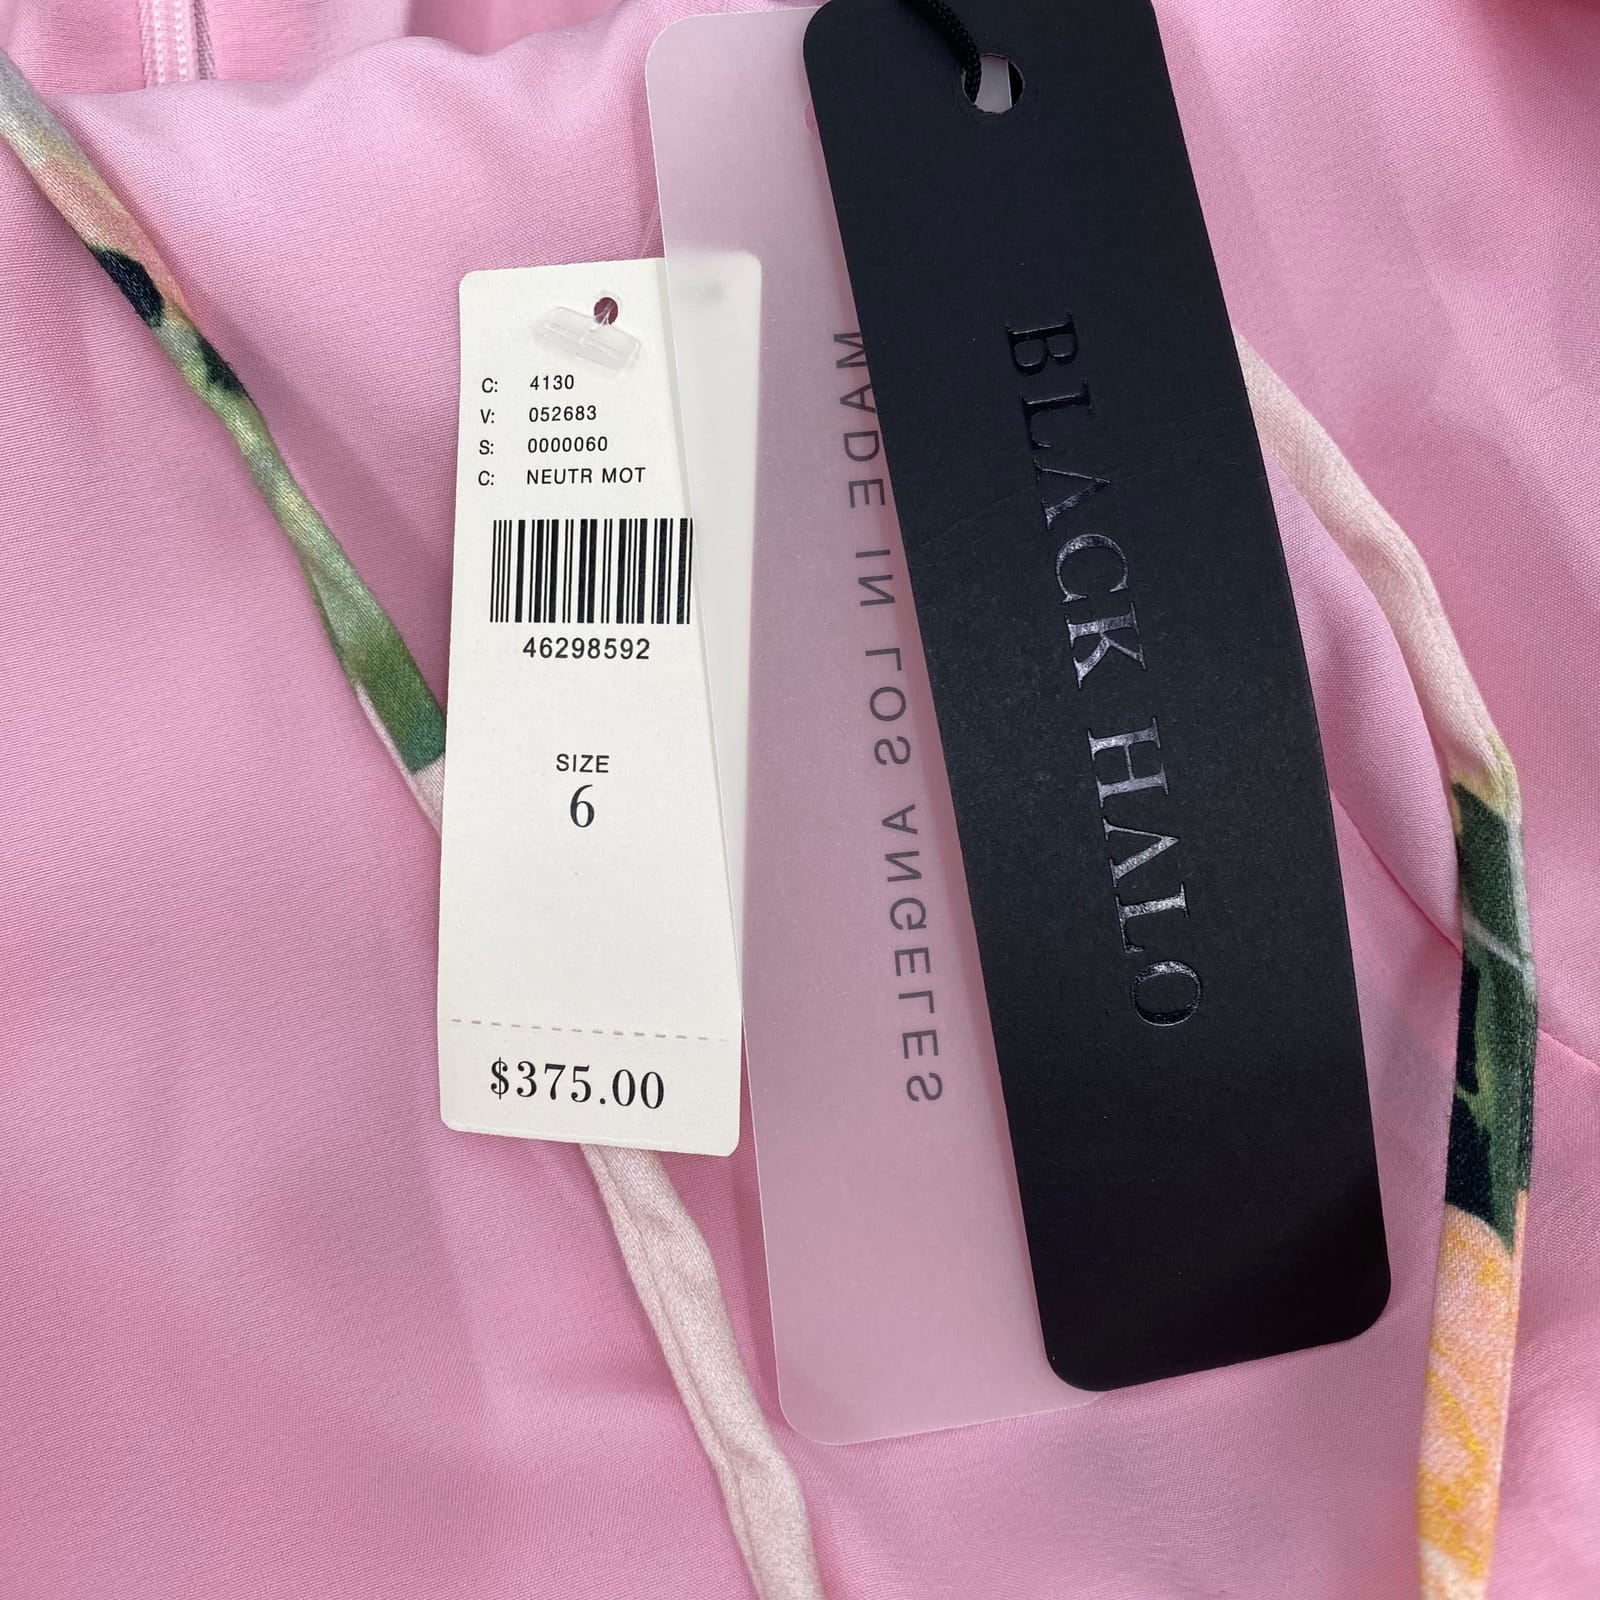 C: 4130
V: 052683
S: 0000060
C: NEUTR MOT
46298592
SIZE
6
$375.00
MADE IN LOS ANGELES
BLACK HALO